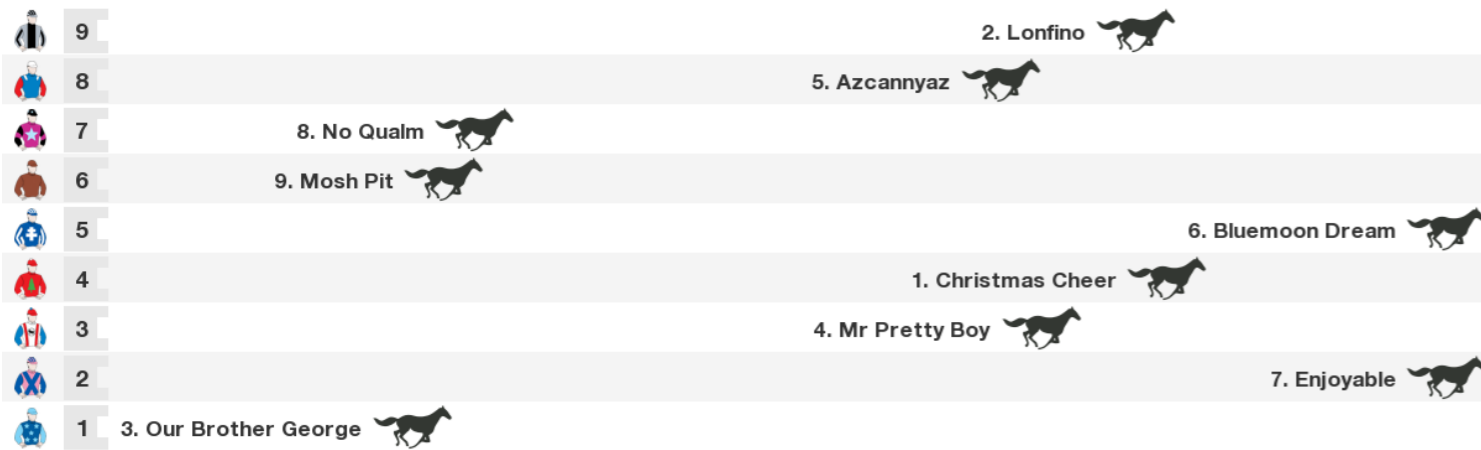 9 2. Lonfino
8 5. Azcannyaz
7 8. No Qualm
6 9. Mosh Pit
5 6. Bluemoon Dream
4 1. Christmas Cheer
3 4. Mr Pretty Boy
2 7. Enjoyable
1 3. Our Brother George